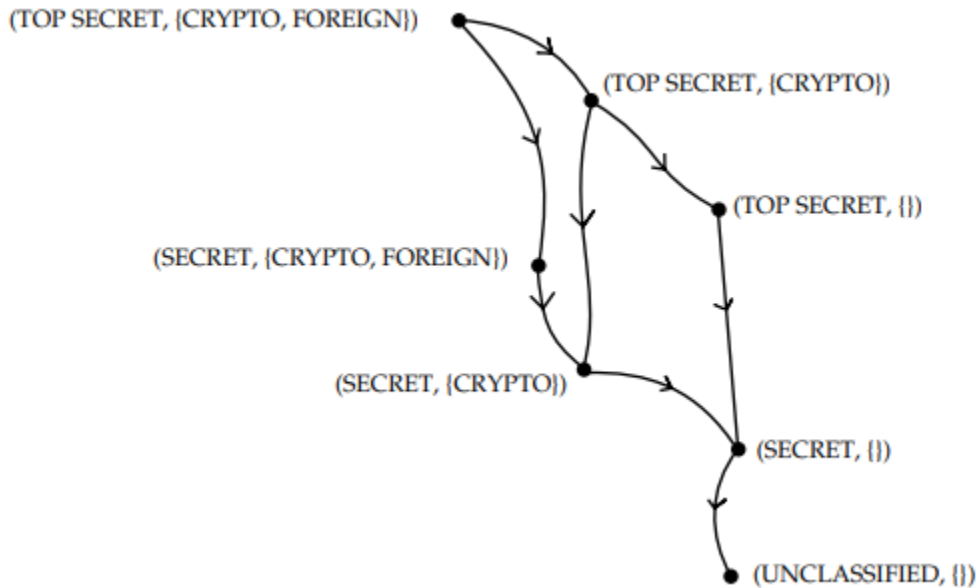 (TOP SECRET, {CRYPTO, FOREIGN})
(TOP SECRET, {CRYPTO})
(TOP SECRET, {})
(SECRET, {CRYPTO, FOREIGN})
(SECRET, {CRYPTO})
(SECRET, {})
(UNCLASSIFIED, {})